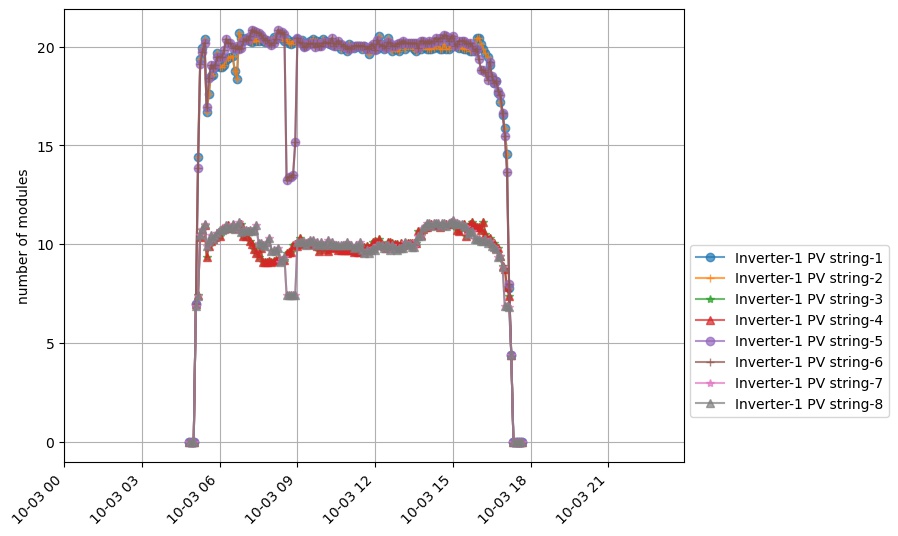 number of modules
20
15
10
5
0
10-03 00
10-03 03
10-03 06
10-03 09
10-03 12
10-03 15
10-03 18
10-03 21
Inverter-1 PV string-1
Inverter-1 PV string-2
Inverter-1 PV string-3
Inverter-1 PV string-4
Inverter-1 PV string-5
Inverter-1 PV string-6
Inverter-1 PV string-7
Inverter-1 PV string-8